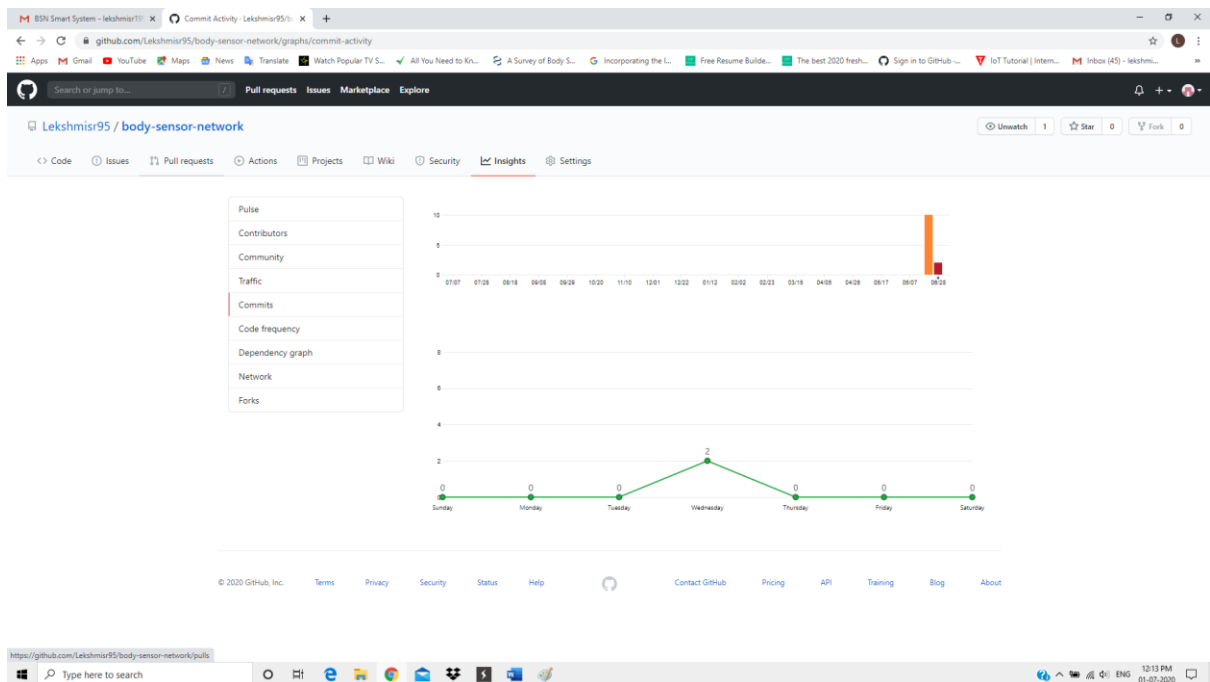 BSN Smart System - lekshmisr1 Commit Activity · Lekshmisr95/b
github.com/Lekshmisr95/body-sensor-network/graphs/commit-activity
Apps Gmail YouTube Maps News Translate Watch Popular TV S... All You Need to Kn... A Survey of Body S... Incorporating the I... Free Resume Builde... The best 2020 fresh... Sign in to GitHub ·... IoT Tutorial | Intern... Inbox (45) - lekshmi... »
Search or jump to... / Pull requests Issues Marketplace Explore
Lekshmisr95 / body-sensor-network Unwatch 1 Star 0 Fork 0
<> Code Issues Pull requests Actions Projects Wiki Security Insights Settings
Pulse
Contributors
Community
Traffic
Commits
Code frequency
Dependency graph
Network
Forks
10
5
0
07/07 07/28 08/18 09/08 09/29 10/20 11/10 12/01 12/22 01/12 02/02 02/23 03/15 04/05 04/26 05/17 06/07 06/28
8
6
4
2
0
0 0 0 2 0 0 0
Sunday Monday Tuesday Wednesday Thursday Friday Saturday
© 2020 GitHub, Inc. Terms Privacy Security Status Help Contact GitHub Pricing API Training Blog About
https://github.com/Lekshmisr95/body-sensor-network/pulls
Type here to search ENG 12:13 PM
01-07-2020